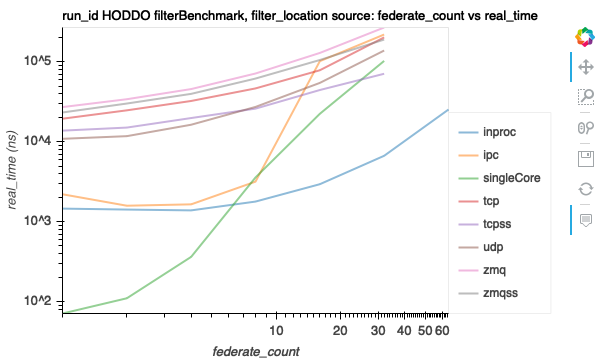 run_id HODDO filterBenchmark, filter_location source: federate_count vs real_time
real_time (ns)
10^5
10^4
10^3
10^2
10
20
30
40
50
60
federate_count
inproc
ipc
singleCore
tcp
tcpss
udp
zmq
zmqss